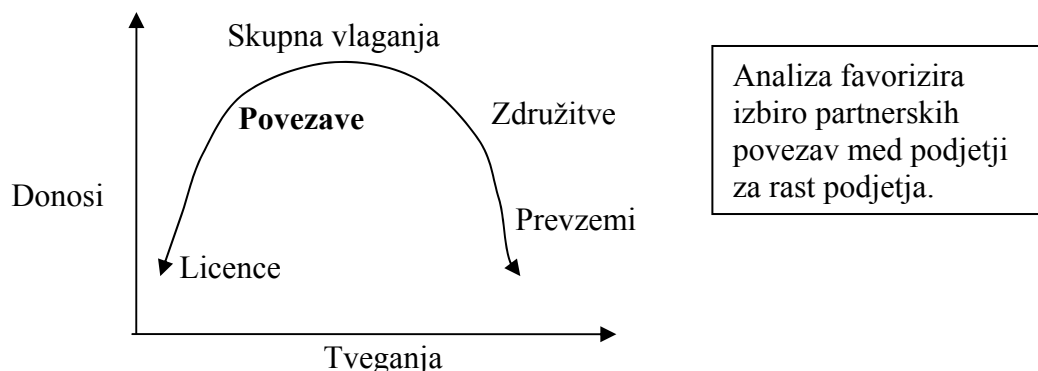 Skupna vlaganja
Povezave
Združitve
Donosi
Prevzemi
Licence
Tveganja
Analiza favorizira
izbiro partnerskih
povezav med podjetji
za rast podjetja.